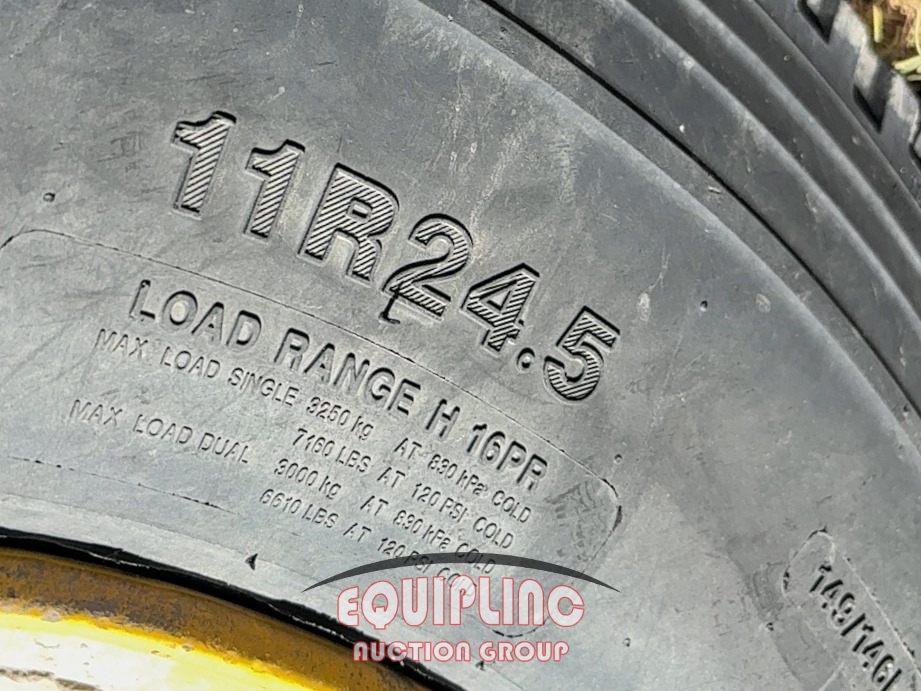 11R24.5
LOAD RANGE H 16PR
MAX LOAD SINGLE 3250 kg AT 830 kPa COLD
7160 LBS AT 120 PSI COLD
MAX LOAD DUAL 3000 kg AT 830 kPa COLD
6610 LBS AT 120 PSI COLD
149/146L
EQUIPLINC
AUCTION GROUP